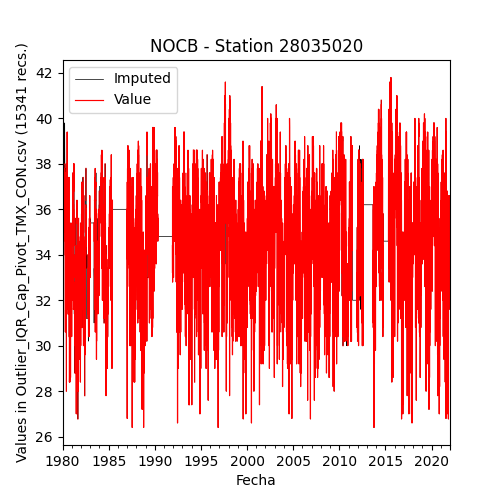 NOCB - Station 28035020
Values in Outlier_IQR_Cap_Pivot_TMX_CON.csv (15341 recs.)
42
40
38
36
34
32
30
28
26
Imputed
Value
1980 1985 1990 1995 2000 2005 2010 2015 2020
Fecha